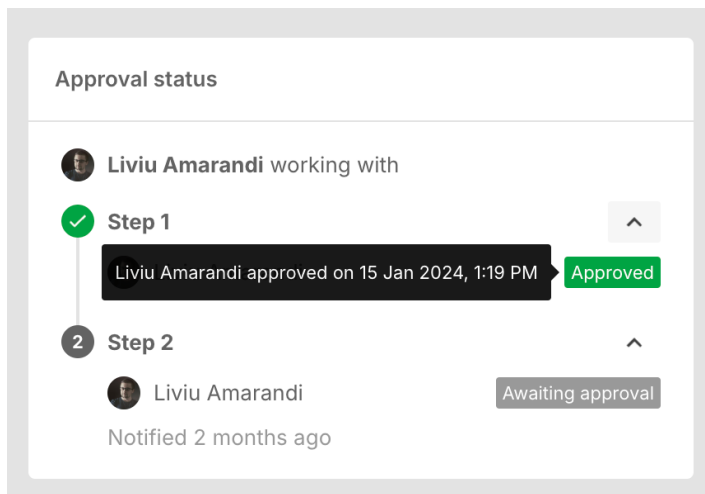 Approval status
Liviu Amarandi working with
Step 1
Liviu Amarandi approved on 15 Jan 2024, 1:19 PM Approved
2 Step 2
Liviu Amarandi Awaiting approval
Notified 2 months ago